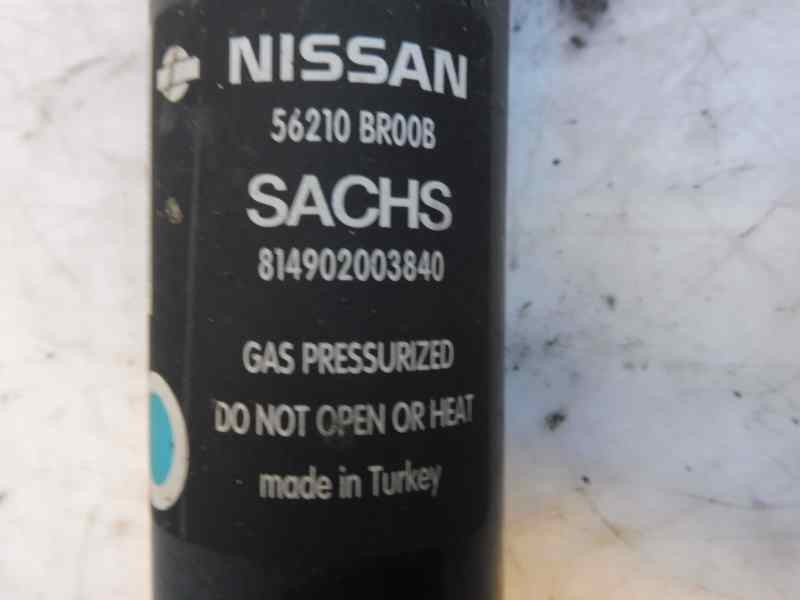 NISSAN
56210 BR00B
SACHS
814902003840
GAS PRESSURIZED
DO NOT OPEN OR HEAT
made in Turkey